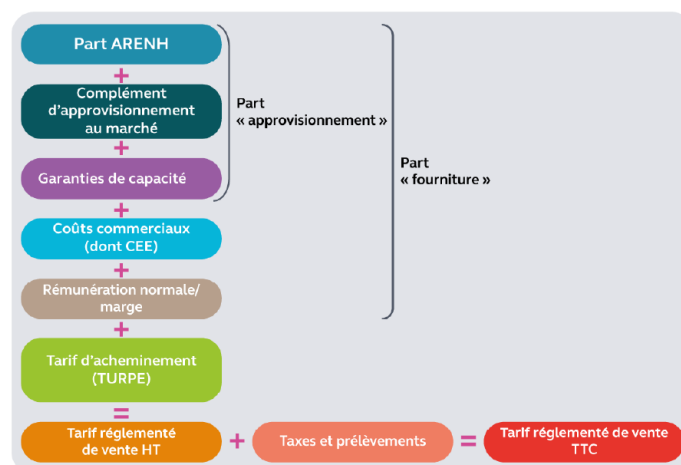 Part ARENH
+
Complément
d'approvisionnement
au marché
+
Garanties de capacité
Part
« approvisionnement »
Part
« fourniture »
+
Coûts commerciaux
(dont CEE)
+
Rémunération normale/
marge
+
Tarif d'acheminement
(TURPE)
=
Tarif réglementé
de vente HT
+
Taxes et prélèvements
=
Tarif réglementé de vente
TTC